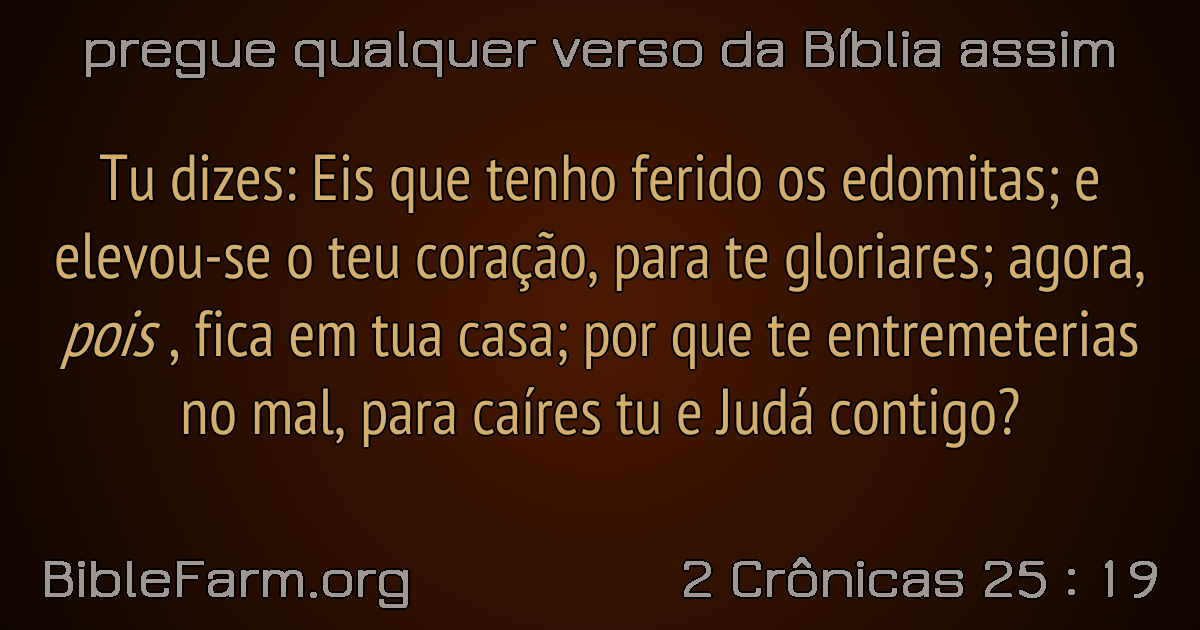 pregue qualquer verso da Bíblia assim
Tu dizes: Eis que tenho ferido os edomitas; e
elevou-se o teu coração, para te gloriares; agora,
pois , fica em tua casa; por que te entremeterias
no mal, para caíres tu e Judá contigo?
BibleFarm.org
2 Crônicas 25 : 19